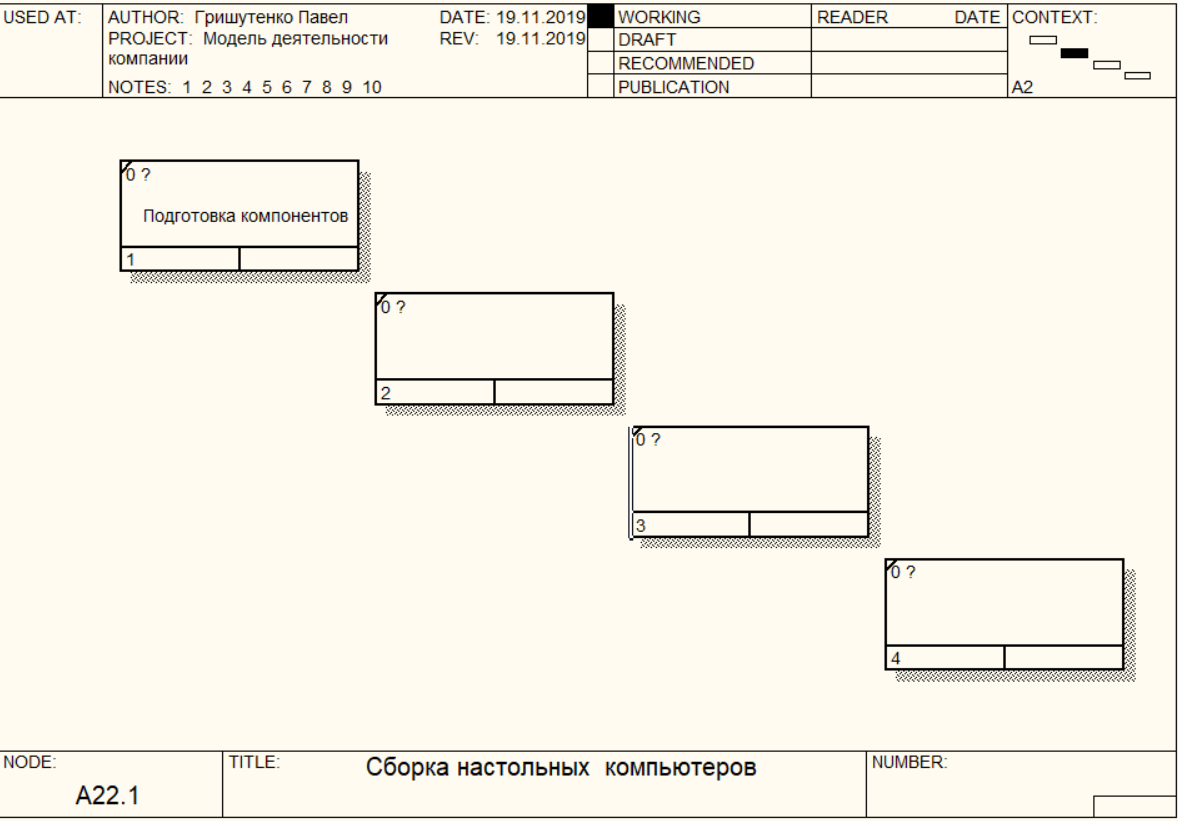 USED AT:
AUTHOR: Гришутенко Павел
DATE: 19.11.2019
PROJECT: Модель деятельности
компании
REV: 19.11.2019
NOTES: 1 2 3 4 5 6 7 8 9 10
WORKING
DRAFT
RECOMMENDED
PUBLICATION
READER
DATE
CONTEXT:
A2
0 ?
Подготовка компонентов
1
0 ?
2
0 ?
3
0 ?
4
NODE:
A22.1
TITLE:
Сборка настольных компьютеров
NUMBER: